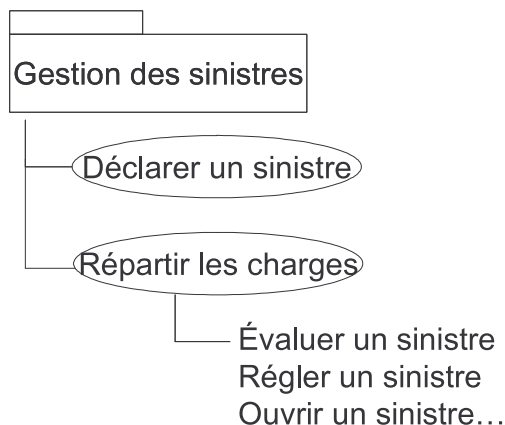 Gestion des sinistres
Déclarer un sinistre
Répartir les charges
Évaluer un sinistre
Régler un sinistre
Ouvrir un sinistre…